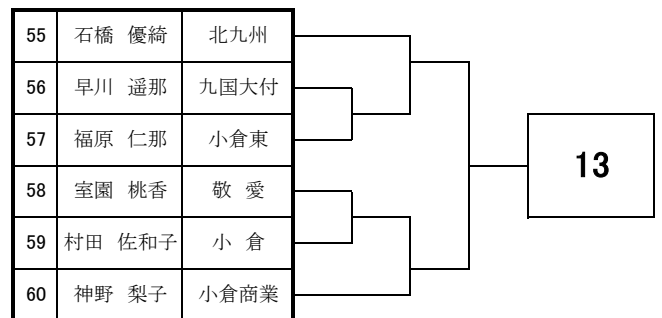 55 石橋 優綺 北九州
56 早川 遥那 九国大付
57 福原 仁那 小倉東
58 室園 桃香 敬 愛
59 村田 佐和子 小 倉
60 神野 梨子 小倉商業
13